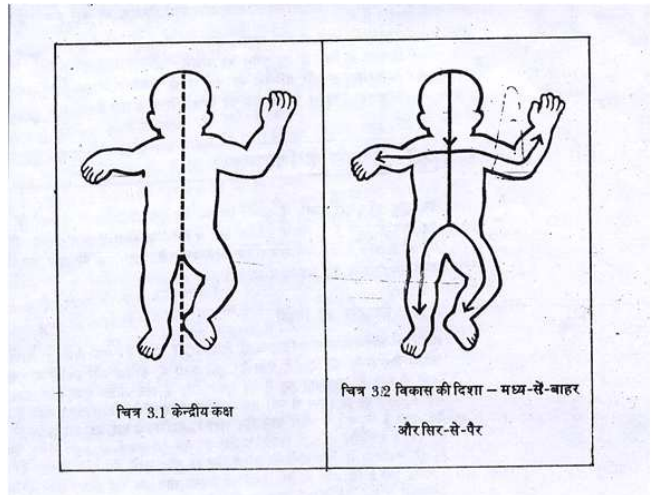 चित्र 3.1 केन्द्रीय कक्ष
चित्र 3.2 विकास की दिशा – मध्य-से-बाहर
और सिर-से-पैर